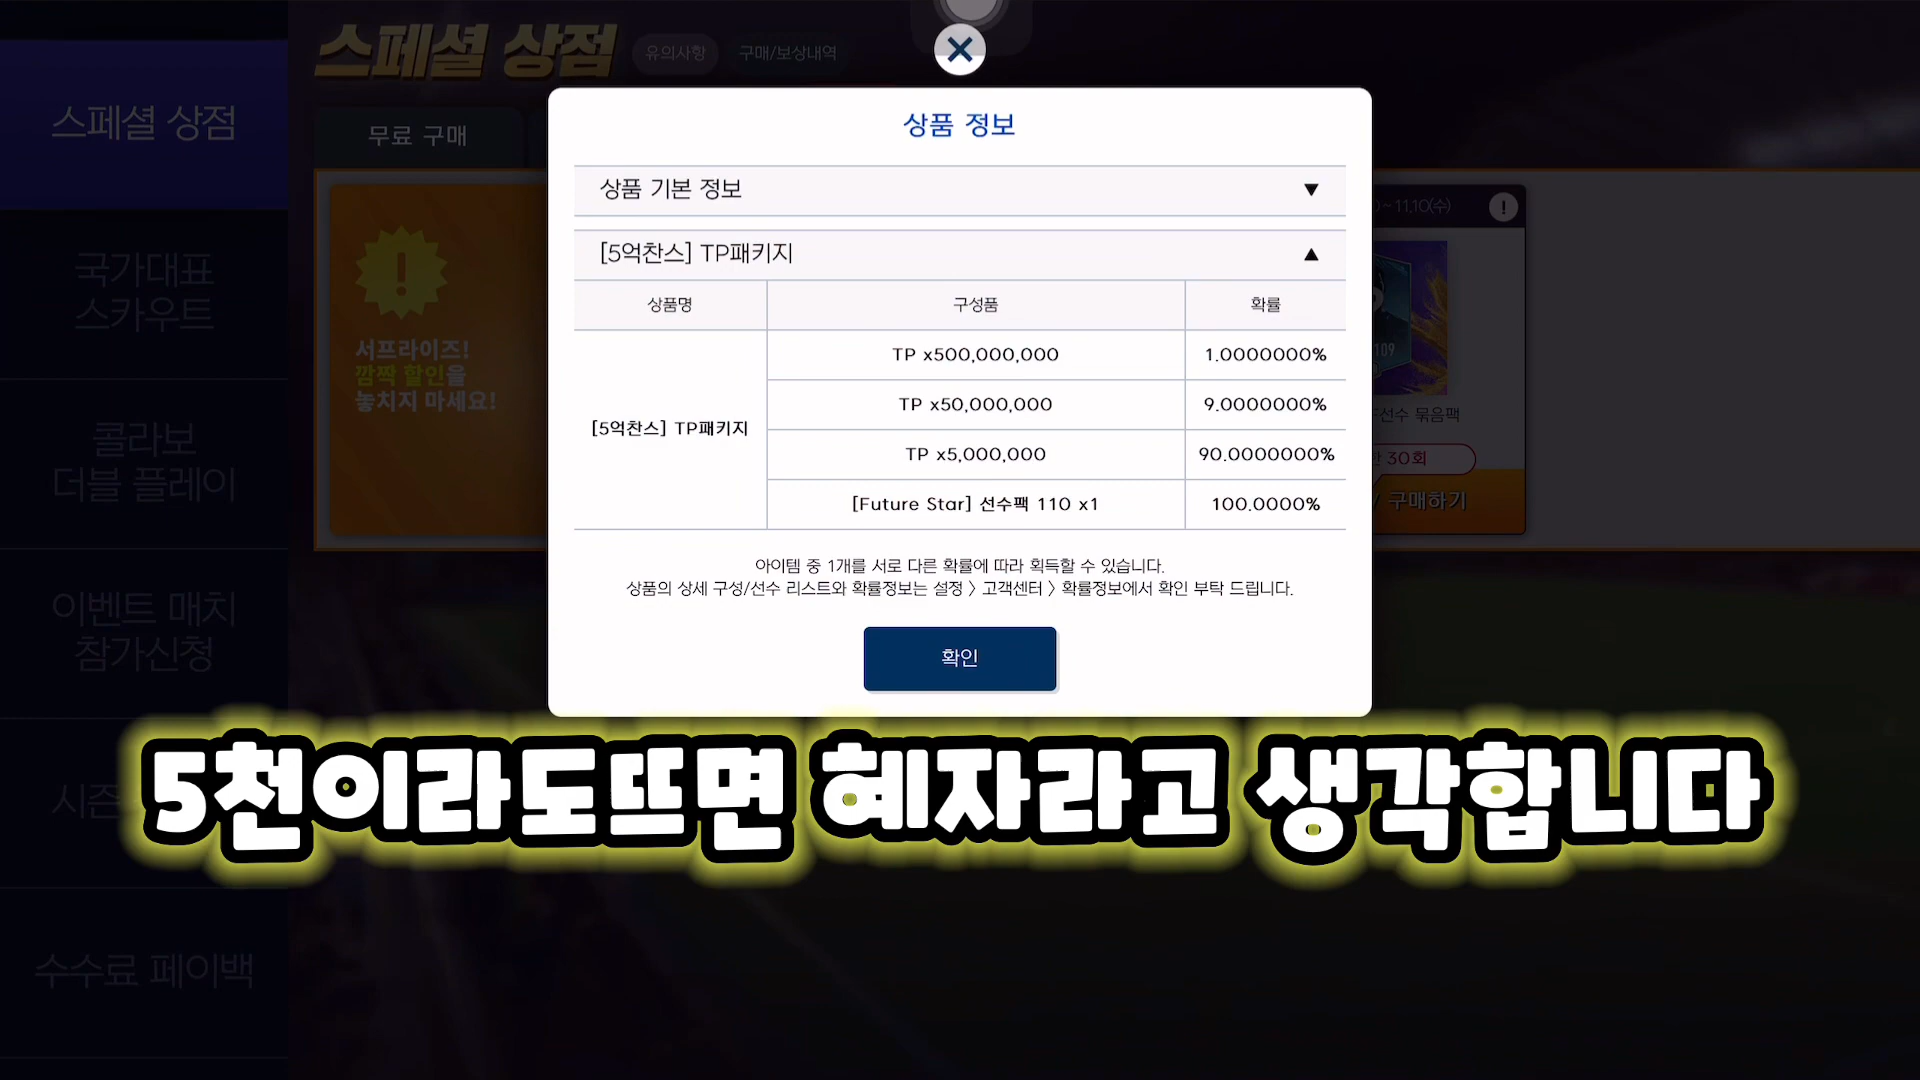 스페셜 상점
유의사항
구매/보상내역
스페셜 상점
국가대표
스카우트
콜라보
더블 플레이
이벤트 매치
참가신청
시즌
수수료 페이백
무료 구매
서프라이즈!
깜짝 할인을
놓치지 마세요!
상품 정보
상품 기본 정보 ▼
[5억찬스] TP패키지 ▲
상품명 구성품 확률
[5억찬스] TP패키지
TP x500,000,000 1.0000000%
TP x50,000,000 9.0000000%
TP x5,000,000 90.0000000%
[Future Star] 선수팩 110 x1 100.0000%
아이템 중 1개를 서로 다른 확률에 따라 획득할 수 있습니다.
상품의 상세 구성/선수 리스트와 확률정보는 설정 > 고객센터 > 확률정보에서 확인 부탁 드립니다.
확인
~ 11.10(수)
109
선수 묶음팩
30회
구매하기
5천이라도뜨면 혜자라고 생각합니다